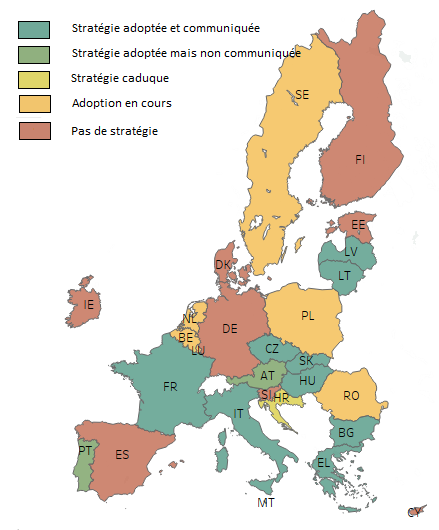 Stratégie adoptée et communiquée
Stratégie adoptée mais non communiquée
Stratégie caduque
Adoption en cours
Pas de stratégie
SE
FI
EE
LV
LT
DK
IE
NL
BE
LU
DE
PL
CZ
SK
AT
HU
FR
SI
HR
RO
IT
BG
PT
ES
EL
MT
CY